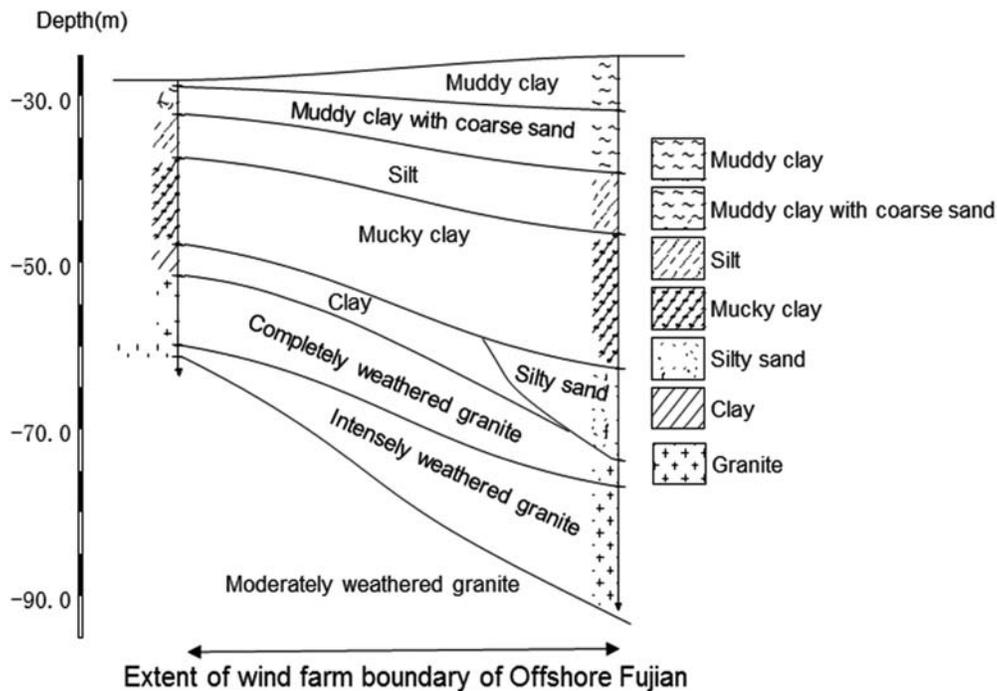 Depth(m)
Muddy clay
-30.0
Muddy clay with coarse sand
Muddy clay
Silt
Muddy clay with coarse sand
Mucky clay
-50.0
Silt
Clay
Mucky clay
Completely weathered granite
Silty sand
Silty sand
Intensely weathered granite
Clay
-70.0
Granite
Moderately weathered granite
-90.0
Extent of wind farm boundary of Offshore Fujian